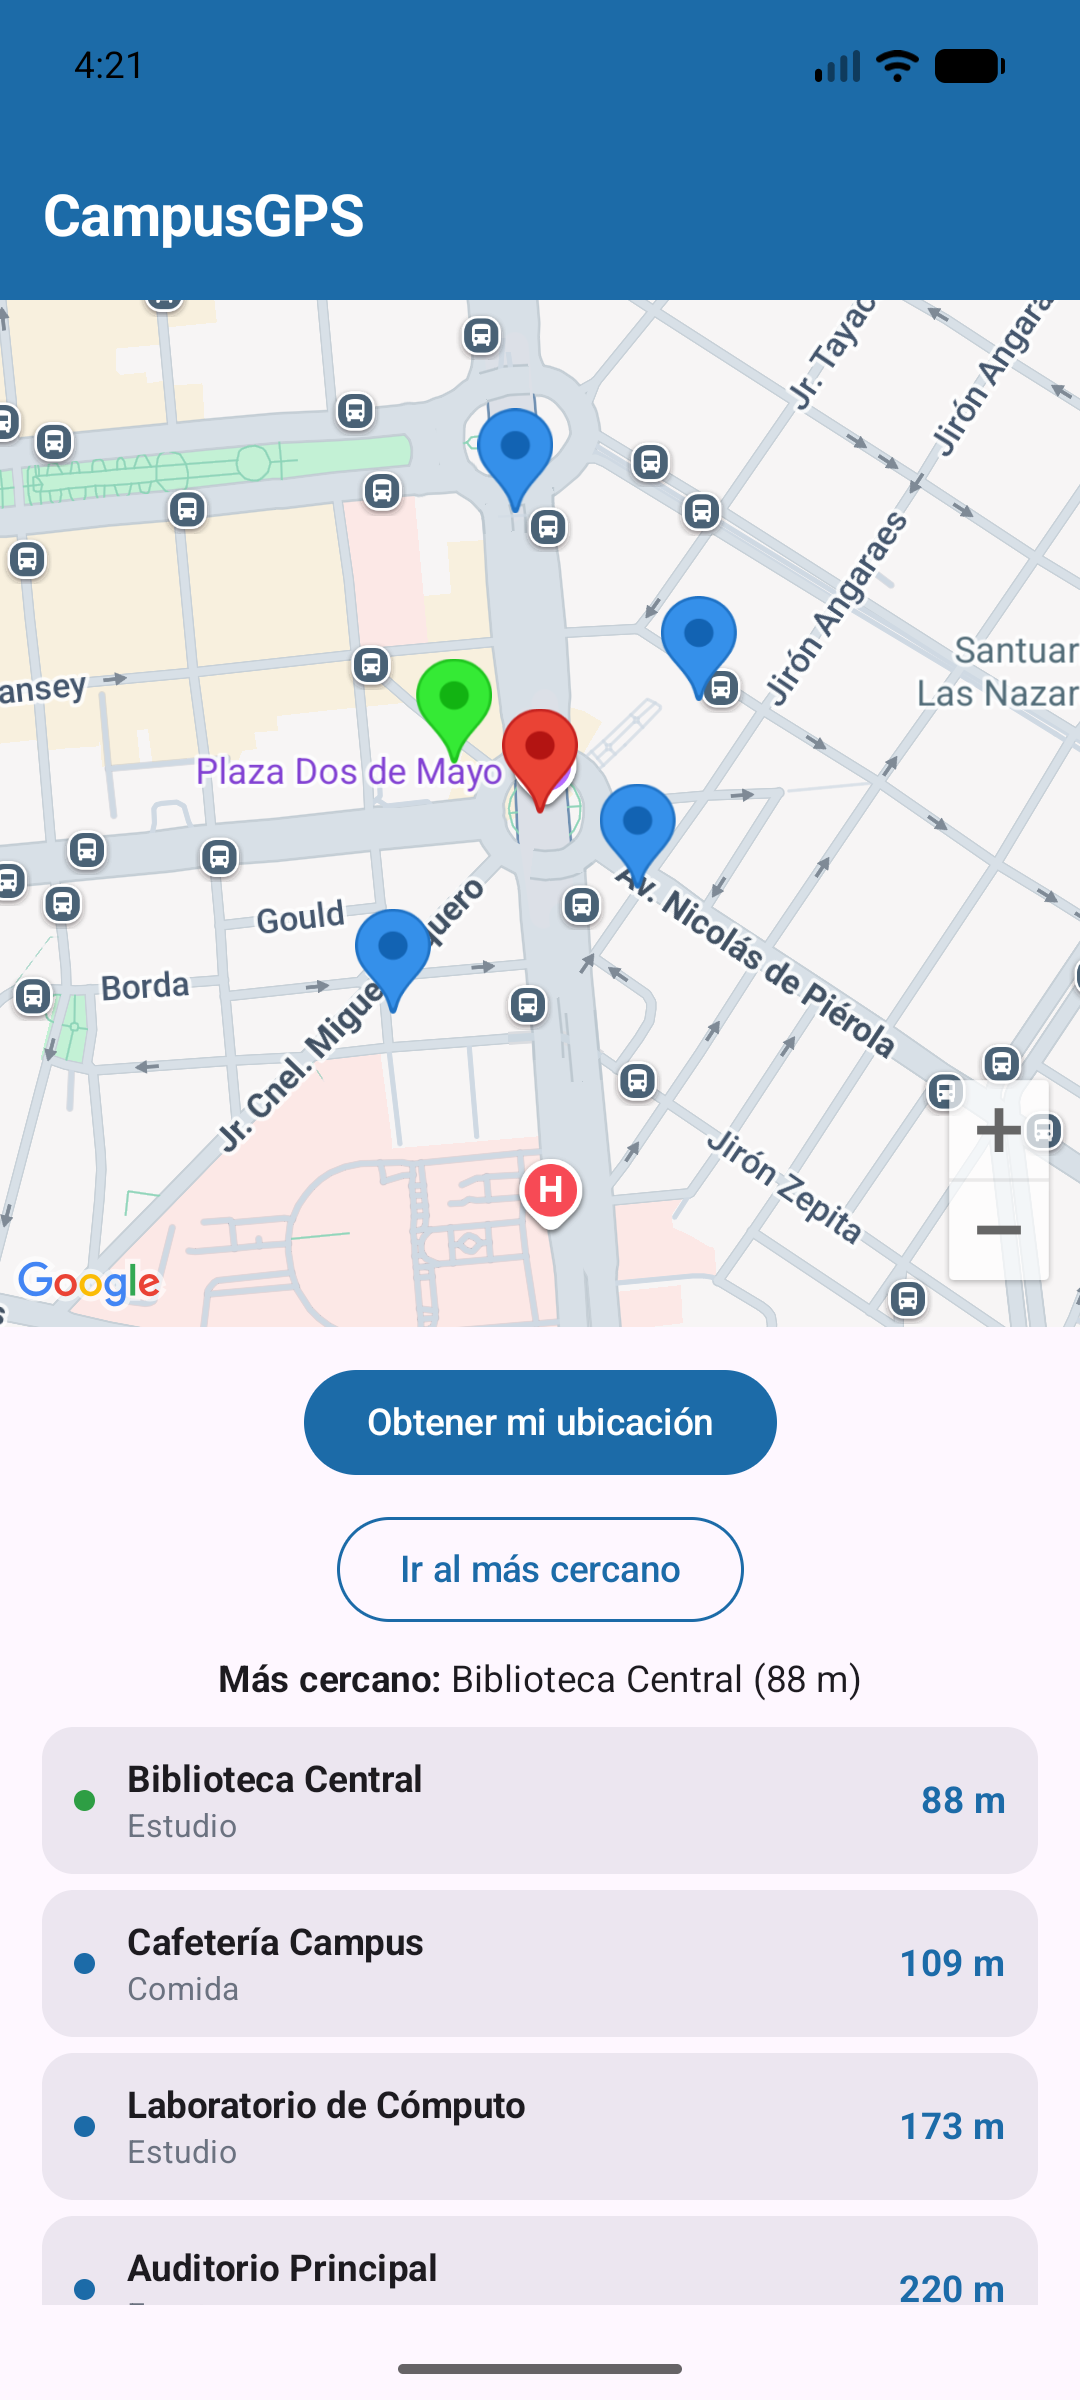 4:21
CampusGPS
Jr. Tayac
Jirón Angara
Jirón Angaraes
Santuar
Las Nazar
ansey
Plaza Dos de Mayo
Gould
quero
Av. Nicolás de Piérola
Borda
Jr. Cnel. Migue
Jirón Zepita
H
Google
s
Obtener mi ubicación
Ir al más cercano
Más cercano: Biblioteca Central (88 m)
Biblioteca Central
Estudio
88 m
Cafetería Campus
Comida
109 m
Laboratorio de Cómputo
Estudio
173 m
Auditorio Principal
220 m